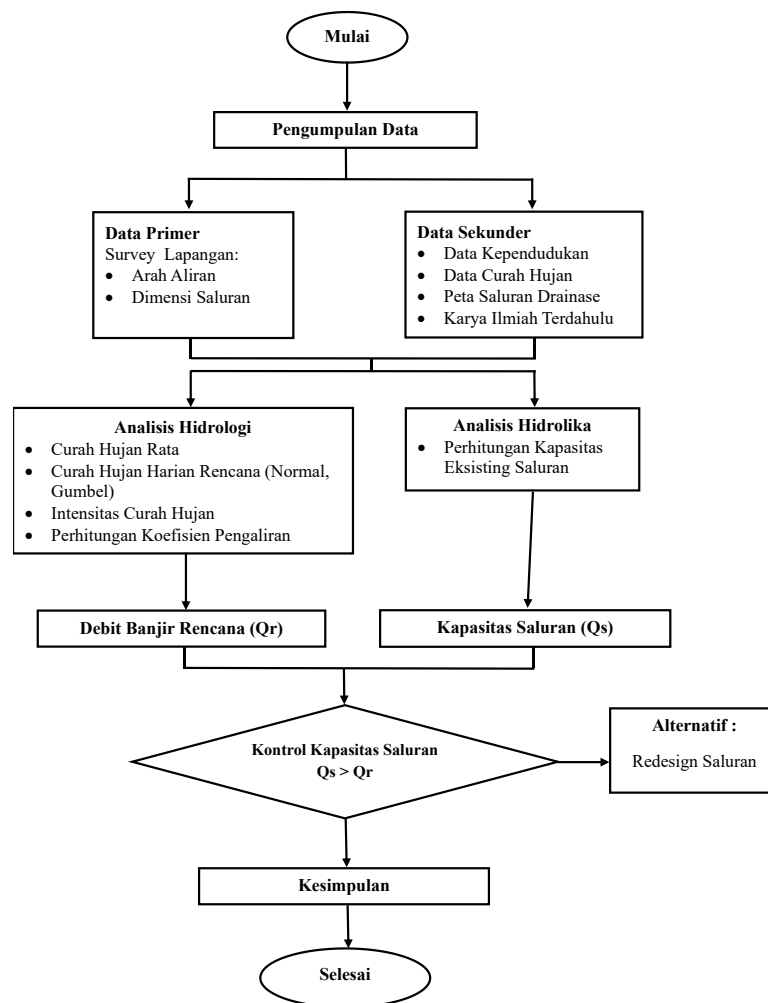 Mulai
Pengumpulan Data
Data Primer
Survey Lapangan:
• Arah Aliran
• Dimensi Saluran
Data Sekunder
• Data Kependudukan
• Data Curah Hujan
• Peta Saluran Drainase
• Karya Ilmiah Terdahulu
Analisis Hidrologi
• Curah Hujan Rata
• Curah Hujan Harian Rencana (Normal,
Gumbel)
• Intensitas Curah Hujan
• Perhitungan Koefisien Pengaliran
Analisis Hidrolika
• Perhitungan Kapasitas
Eksisting Saluran
Debit Banjir Rencana (Qr)
Kapasitas Saluran (Qs)
Kontrol Kapasitas Saluran
Qs > Qr
Alternatif :
Redesign Saluran
Kesimpulan
Selesai